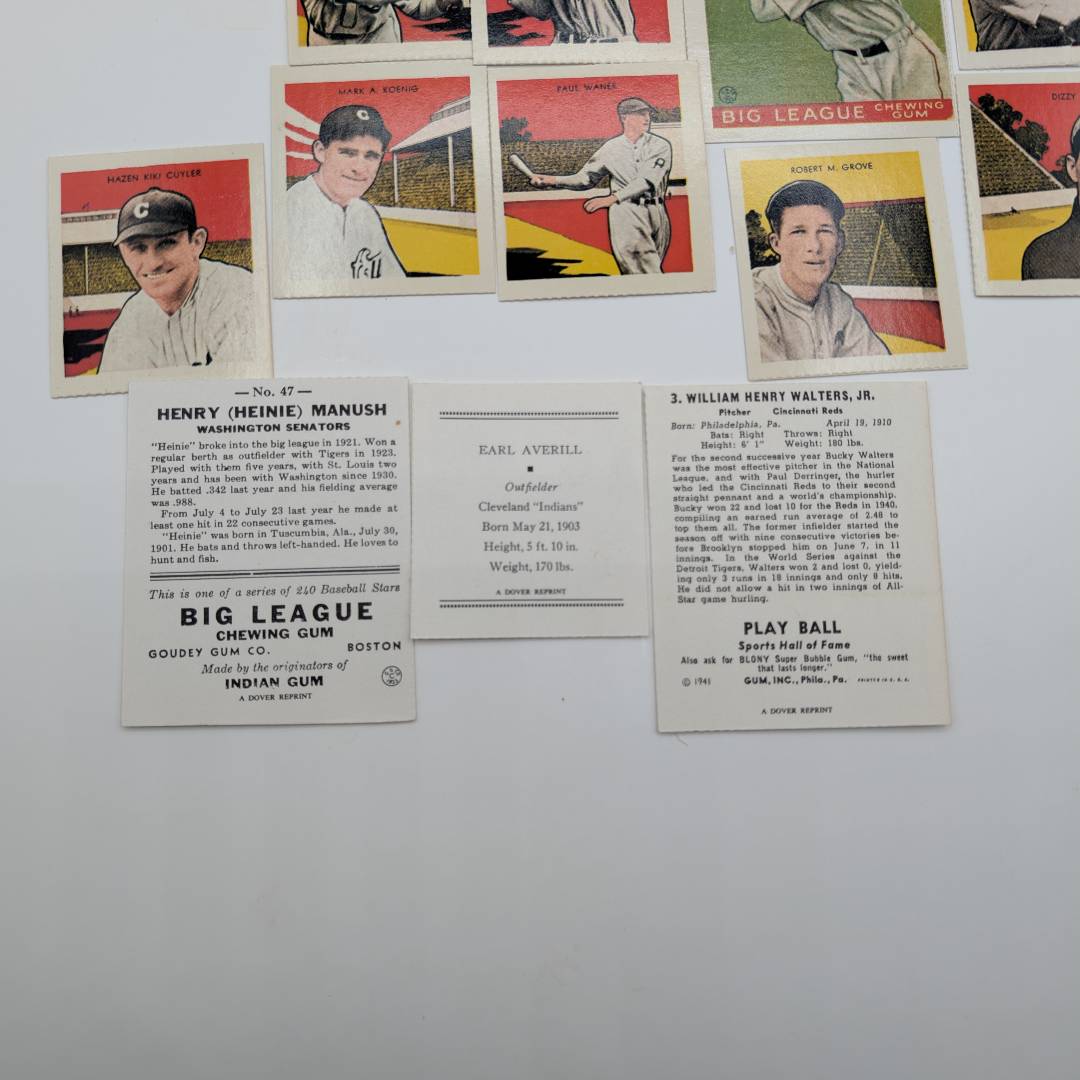 BIG LEAGUE CHEWING GUM
MARK A. KOENIG
PAUL WANER
DIZZY
HAZEN KIKI CUYLER
C
C
ROBERT M. GROVE
— No. 47 —
HENRY (HEINIE) MANUSH
WASHINGTON SENATORS
"Heinie" broke into the big league in 1921. Won a
regular berth as outfielder with Tigers in 1923.
Played with them five years, with St. Louis two
years and has been with Washington since 1930.
He batted .342 last year and his fielding average
was .988.
From July 4 to July 23 last year he made at
least one hit in 22 consecutive games.
"Heinie" was born in Tuscumbia, Ala., July 30,
1901. He bats and throws left-handed. He loves to
hunt and fish.
This is one of a series of 240 Baseball Stars
BIG LEAGUE
CHEWING GUM
GOUDEY GUM CO. BOSTON
Made by the originators of
INDIAN GUM
A DOVER REPRINT
EARL AVERILL
Outfielder
Cleveland "Indians"
Born May 21, 1903
Height, 5 ft. 10 in.
Weight, 170 lbs.
A DOVER REPRINT
3. WILLIAM HENRY WALTERS, JR.
Pitcher Cincinnati Reds
Born: Philadelphia, Pa. April 19, 1910
Bats: Right Throws: Right
Height: 6' 1" Weight: 180 lbs.
For the second successive year Bucky Walters
was the most effective pitcher in the National
League, and with Paul Derringer, the hurler
who led the Cincinnati Reds to their second
straight pennant and a world's championship.
Bucky won 22 and lost 10 for the Reds in 1940,
compiling an earned run average of 2.48 to
top them all. The former infielder started the
season off with nine consecutive victories be-
fore Brooklyn stopped him on June 7, in 11
innings. In the World Series against the
Detroit Tigers, Walters won 2 and lost 0, yield-
ing only 3 runs in 18 innings and only 8 hits.
He did not allow a hit in two innings of All-
Star game hurling.
PLAY BALL
Sports Hall of Fame
Also ask for BLONY Super Bubble Gum, "the sweet
that lasts longer."
© 1941 GUM, INC., Phila., Pa. PRINTED IN U. S. A.
A DOVER REPRINT